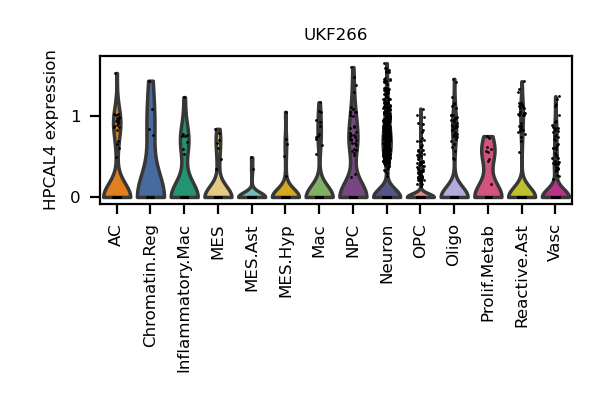 UKF266
HPCAL4 expression
1
0
AC
Chromatin.Reg
Inflammatory.Mac
MES
MES.Ast
MES.Hyp
Mac
NPC
Neuron
OPC
Oligo
Prolif.Metab
Reactive.Ast
Vasc